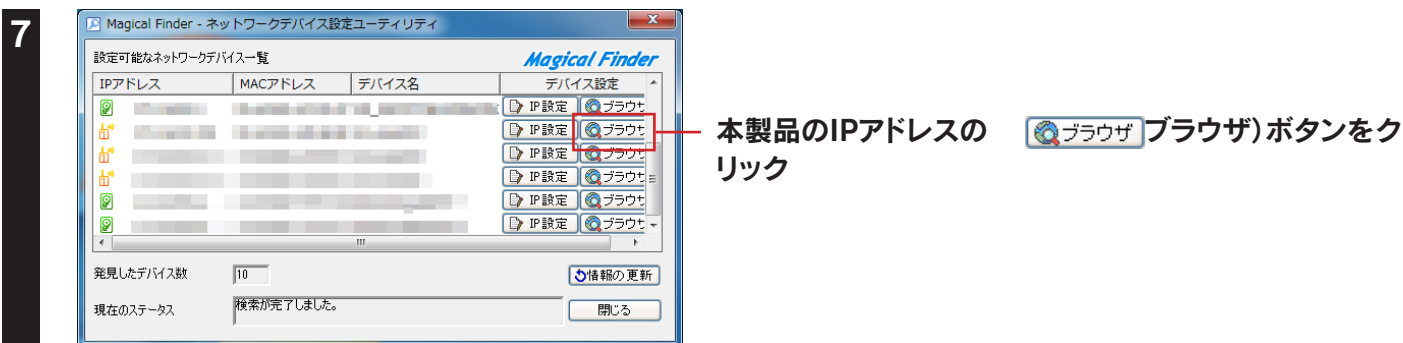 7
Magical Finder - ネットワークデバイス設定ユーティリティ
設定可能なネットワークデバイス一覧
Magical Finder
IPアドレス MACアドレス デバイス名 デバイス設定
IP設定 ブラウザ
IP設定 ブラウザ
IP設定 ブラウザ
IP設定 ブラウザ
IP設定 ブラウザ
IP設定 ブラウザ
発見したデバイス数 10 情報の更新
現在のステータス 検索が完了しました。 閉じる
本製品のIPアドレスの ブラウザ ブラウザ)ボタンをク
リック